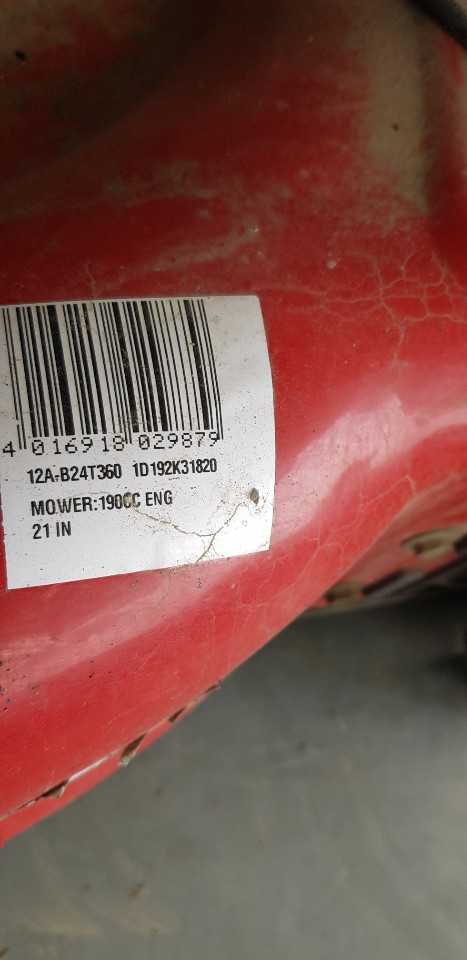 4 016918 029879
12A-B24T360 1D192K31820
MOWER:190CC ENG
21 IN